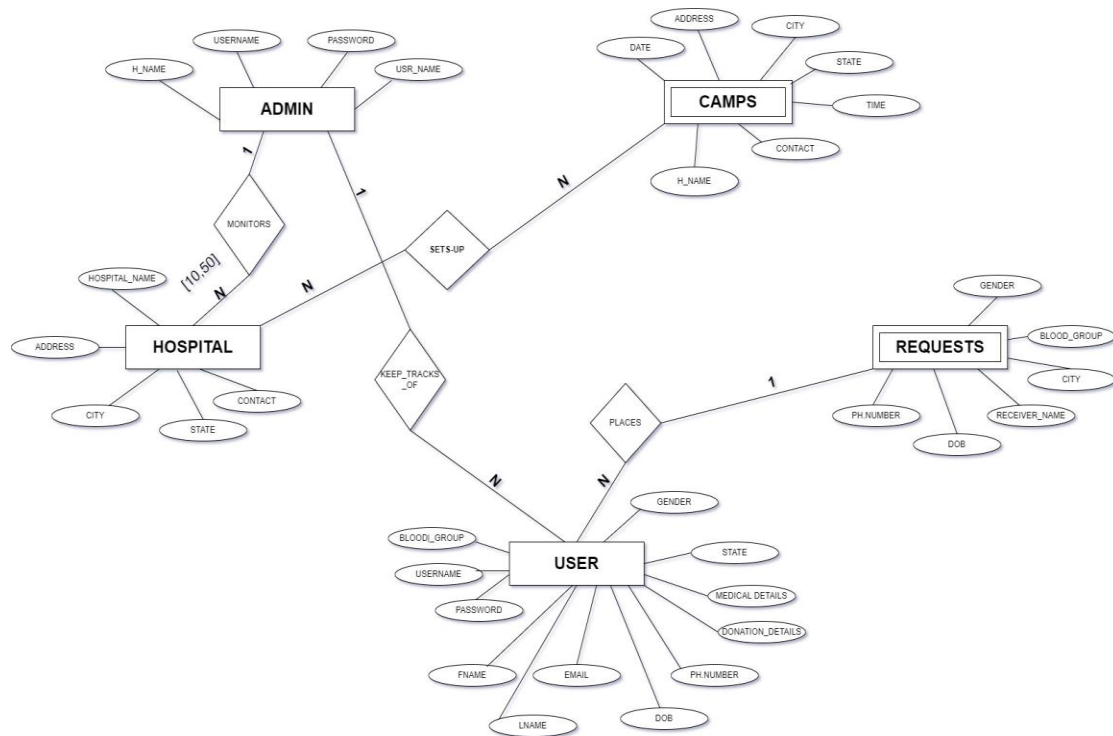 ADDRESS
CITY
USERNAME
PASSWORD
DATE
STATE
H_NAME
USR_NAME
ADMIN
CAMPS
TIME
CONTACT
1
1
N
H_NAME
MONITORS
SETS-UP
[10,50]
HOSPITAL_NAME
N
N
GENDER
HOSPITAL
REQUESTS
BLOOD_GROUP
ADDRESS
KEEP_TRACKS
_OF
1
CITY
CITY
CONTACT
STATE
PLACES
PH.NUMBER
RECEIVER_NAME
DOB
N
N
GENDER
BLOOD|_GROUP
USER
STATE
USERNAME
MEDICAL DETAILS
PASSWORD
DONATION_DETAILS
FNAME
EMAIL
PH.NUMBER
LNAME
DOB